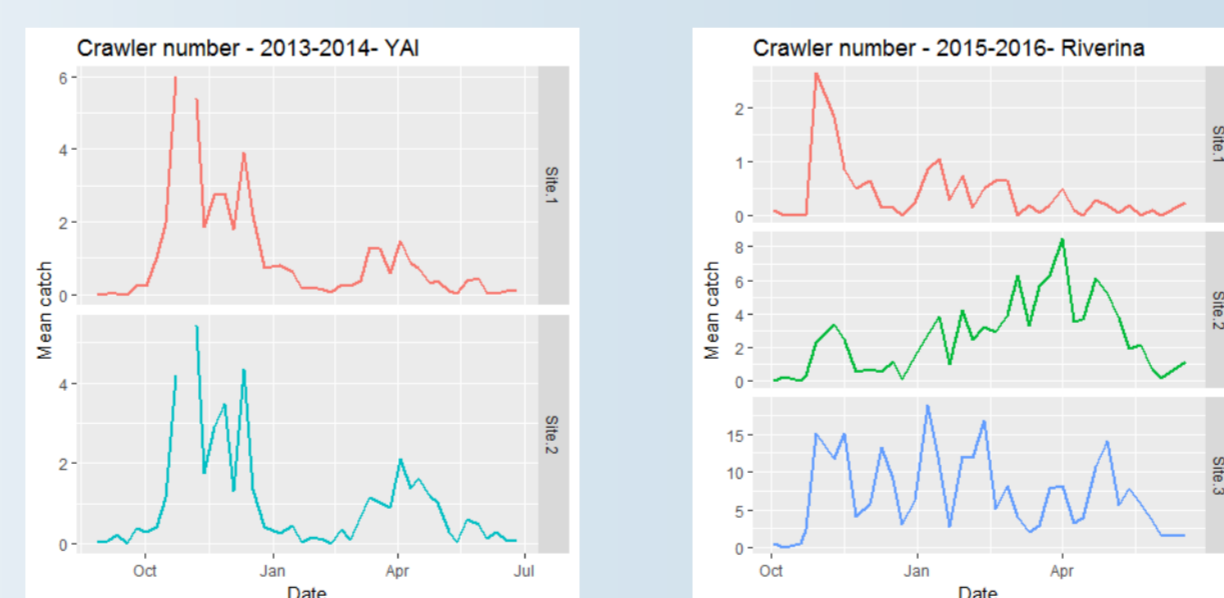 Crawler number - 2013-2014- YAI
6
4
2
0
Site.1
4
2
0
Site.2
Mean catch
Oct
Jan
Apr
Jul
Date
Crawler number - 2015-2016- Riverina
2
1
0
Site.1
8
6
4
2
0
Site.2
15
10
5
0
Site.3
Mean catch
Oct
Jan
Apr
Date